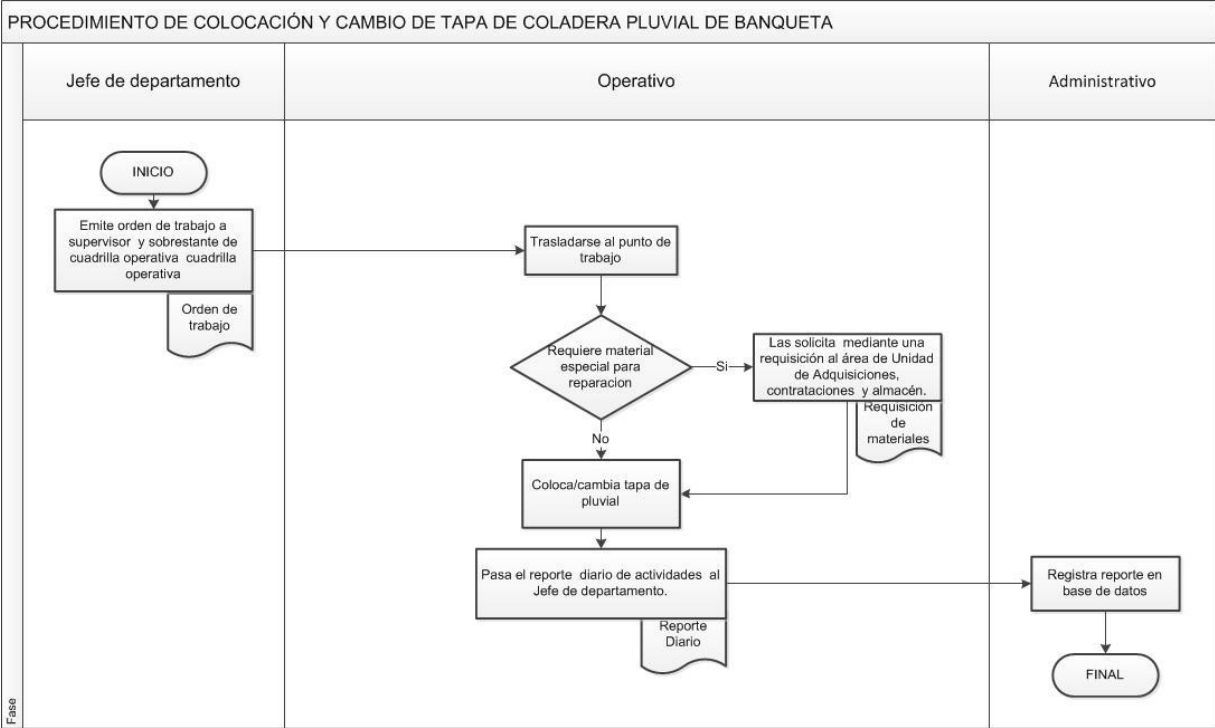 PROCEDIMIENTO DE COLOCACIÓN Y CAMBIO DE TAPA DE COLADERA PLUVIAL DE BANQUETA
Jefe de departamento
Operativo
Administrativo
INICIO
Emite orden de trabajo a
supervisor y sobrestante de
cuadrilla operativa cuadrilla
operativa
Orden de
trabajo
Trasladarse al punto de
trabajo
Requiere material
especial para
reparacion
Si
Las solicita mediante una
requisición al área de Unidad
de Adquisiciones,
contrataciones y almacén.
Requisición
de
materiales
No
Coloca/cambia tapa de
pluvial
Pasa el reporte diario de actividades al
Jefe de departamento.
Reporte
Diario
Registra reporte en
base de datos
FINAL
Fase